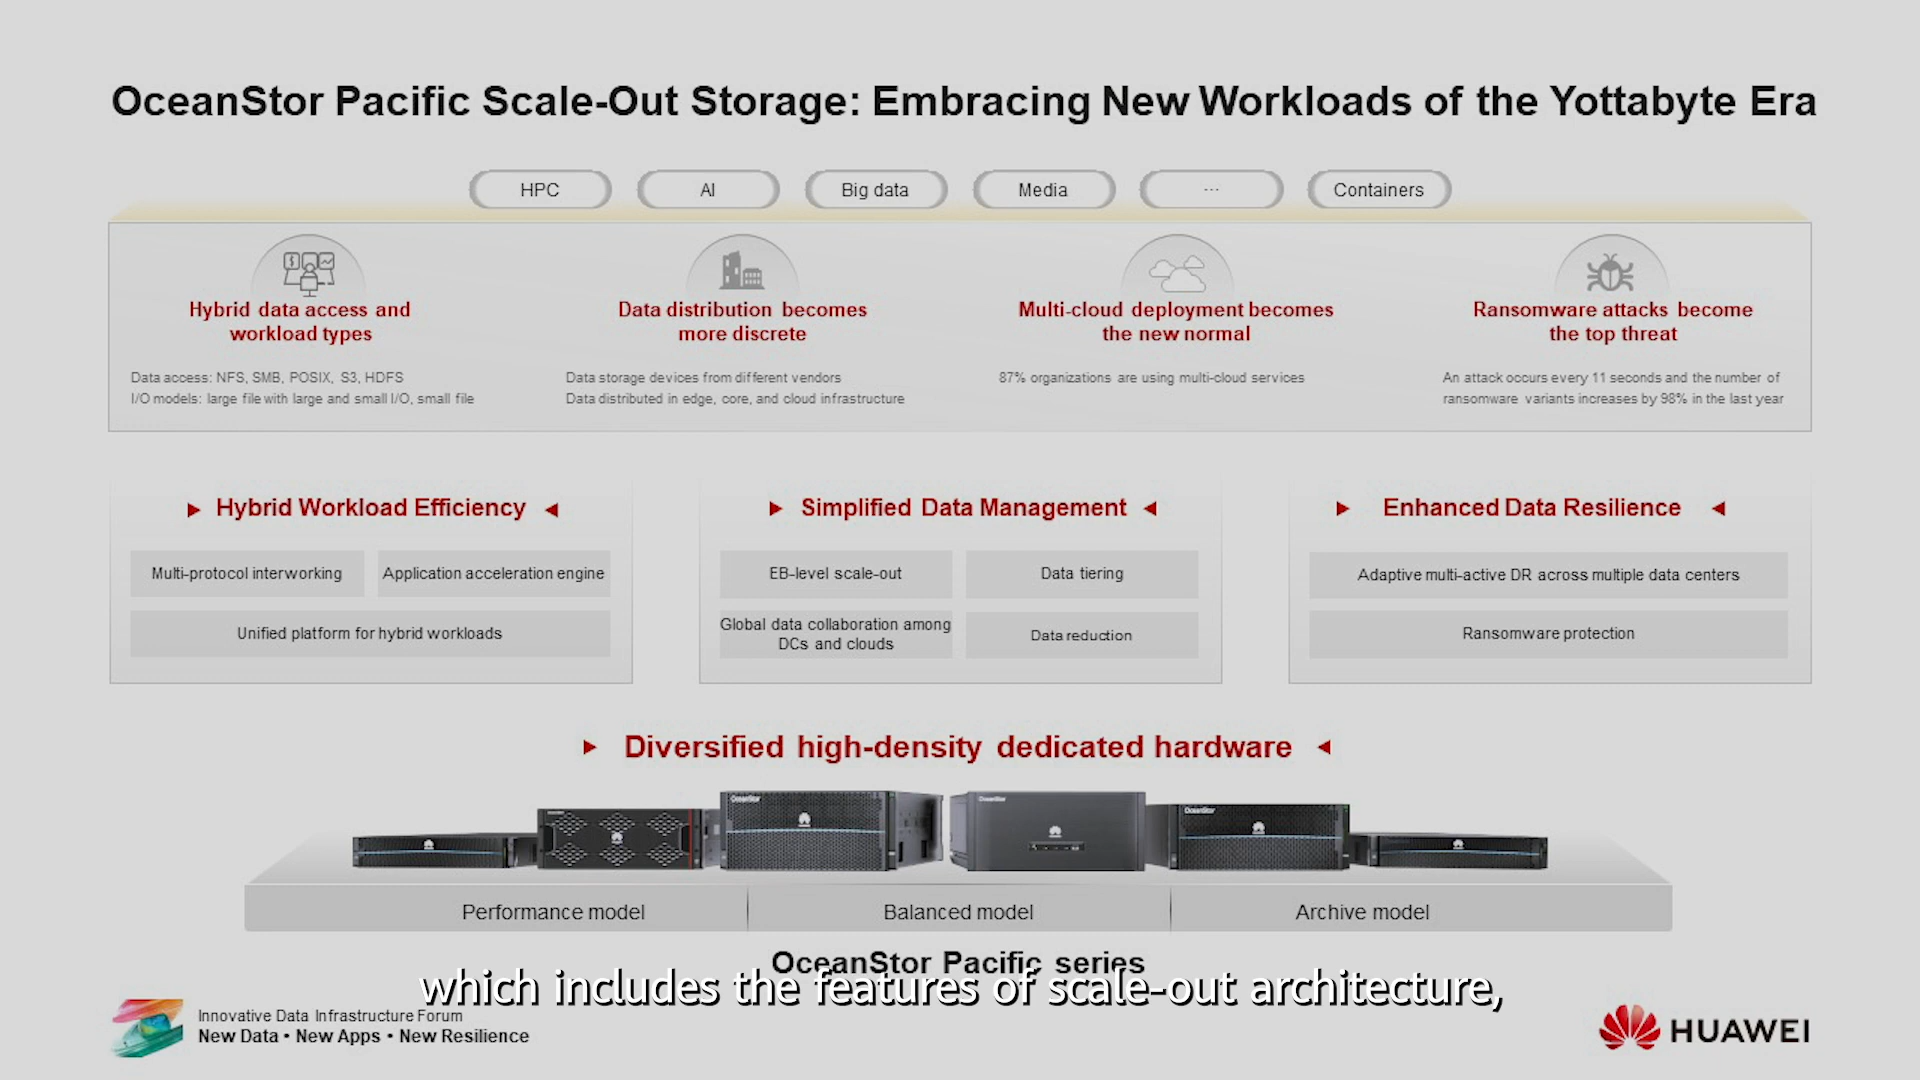 OceanStor Pacific Scale-Out Storage: Embracing New Workloads of the Yottabyte Era
HPC
AI
Big data
Media
...
Containers
Hybrid data access and
workload types
Data access: NFS, SMB, POSIX, S3, HDFS
I/O models: large file with large and small I/O, small file
Data distribution becomes
more discrete
Data storage devices from different vendors
Data distributed in edge, core, and cloud infrastructure
Multi-cloud deployment becomes
the new normal
87% organizations are using multi-cloud services
Ransomware attacks become
the top threat
An attack occurs every 11 seconds and the number of
ransomware variants increases by 98% in the last year
Hybrid Workload Efficiency
Multi-protocol interworking
Application acceleration engine
Unified platform for hybrid workloads
Simplified Data Management
EB-level scale-out
Data tiering
Global data collaboration among
DCs and clouds
Data reduction
Enhanced Data Resilience
Adaptive multi-active DR across multiple data centers
Ransomware protection
Diversified high-density dedicated hardware
OceanStor
OceanStor
OceanStor
Performance model
Balanced model
Archive model
OceanStor Pacific series
which includes the features of scale-out architecture,
Innovative Data Infrastructure Forum
New Data • New Apps • New Resilience
HUAWEI